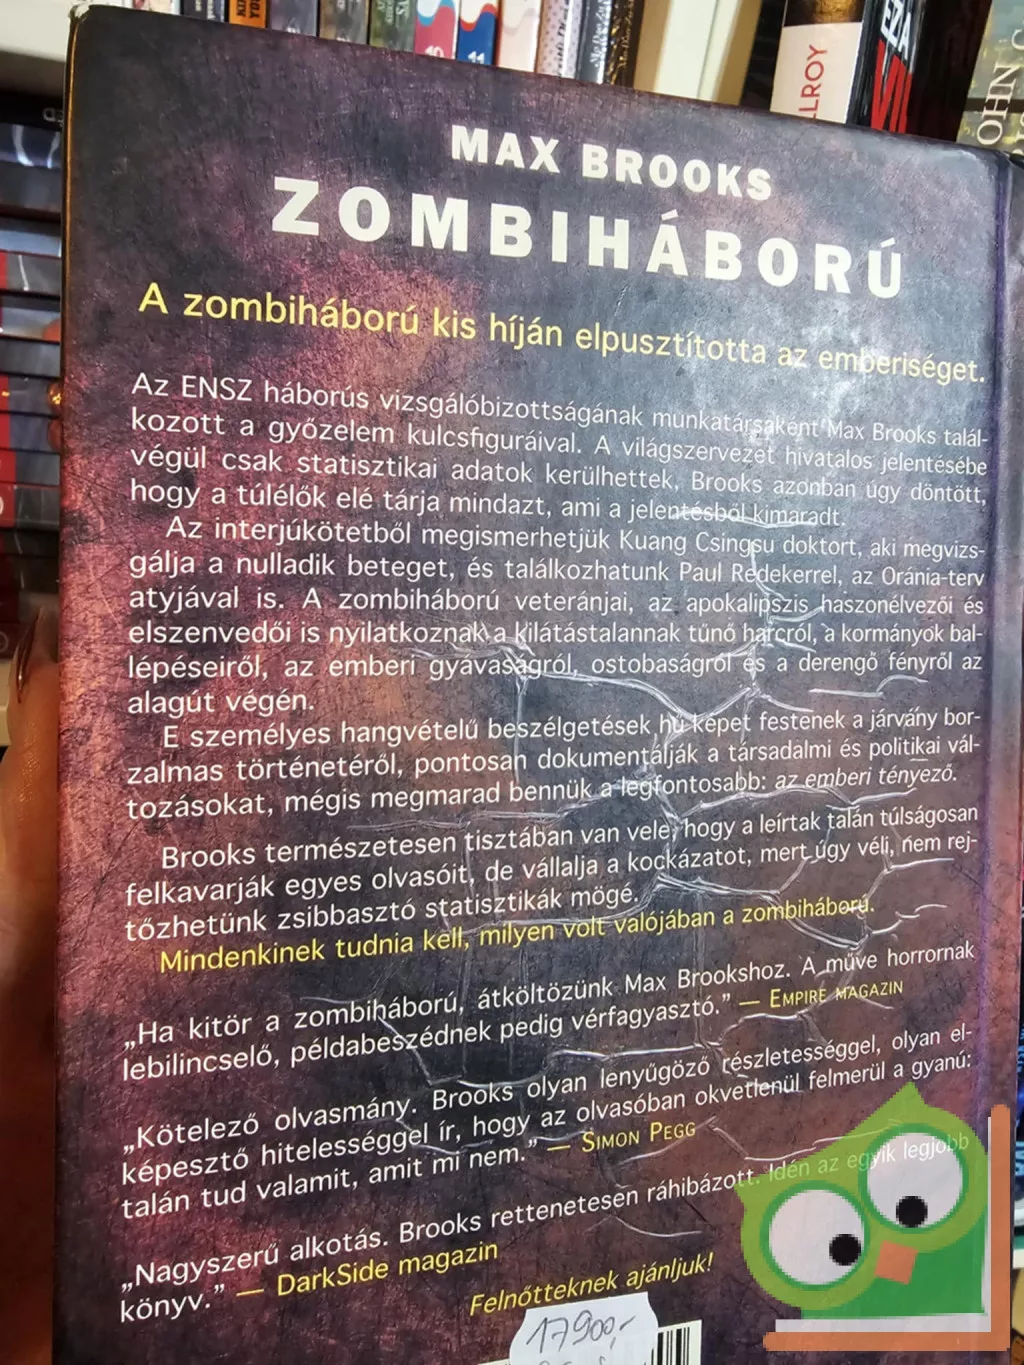 MAX BROOKS
ZOMBIHÁBORÚ
A zombiháború kis híján elpusztította az emberiséget.
Az ENSZ háborús vizsgálóbizottságának munkatársaként Max Brooks talál-
kozott a győzelem kulcsfiguráival. A világszervezet hivatalos jelentésébe
végül csak statisztikai adatok kerülhettek, Brooks azonban úgy döntött,
hogy a túlélők elé tárja mindazt, ami a jelentésből kimaradt.
Az interjúkötetből megismerhetjük Kuang Csingsu doktort, aki megvizs-
gálja a nulladik beteget, és találkozhatunk Paul Redekerrel, az Oránia-terv
atyjával is. A zombiháború veteránjai, az apokalipszis haszonélvezői és
elszenvedői is nyilatkoznak a kilátástalannak tűnő harcról, a kormányok bal-
lépéseiről, az emberi gyávaságról, ostobaságról és a derengő fényről az
alagút végén.
E személyes hangvételű beszélgetések hű képet festenek a járvány bor-
zalmas történetéről, pontosan dokumentálják a társadalmi és politikai vál-
tozásokat, mégis megmarad bennük a legfontosabb: az emberi tényező.
Brooks természetesen tisztában van vele, hogy a leírtak talán túlságosan
felkavarják egyes olvasóit, de vállalja a kockázatot, mert úgy véli, nem rej-
tőzhetünk zsibbasztó statisztikák mögé.
Mindenkinek tudnia kell, milyen volt valójában a zombiháború.
„Ha kitör a zombiháború, átköltözünk Max Brookshoz. A műve horrornak
lebilincselő, példabeszédnek pedig vérfagyasztó.” — EMPIRE MAGAZIN
„Kötelező olvasmány. Brooks olyan lenyűgöző részletességgel, olyan el-
képesztő hitelességgel ír, hogy az olvasóban okvetlenül felmerül a gyanú:
talán tud valamit, amit mi nem.” — SIMON PEGG
„Nagyszerű alkotás. Brooks rettenetesen ráhibázott. Idén az egyik legjobb
könyv.” — DarkSide magazin
Felnőtteknek ajánljuk!
17900,-
LLROY
OHN C